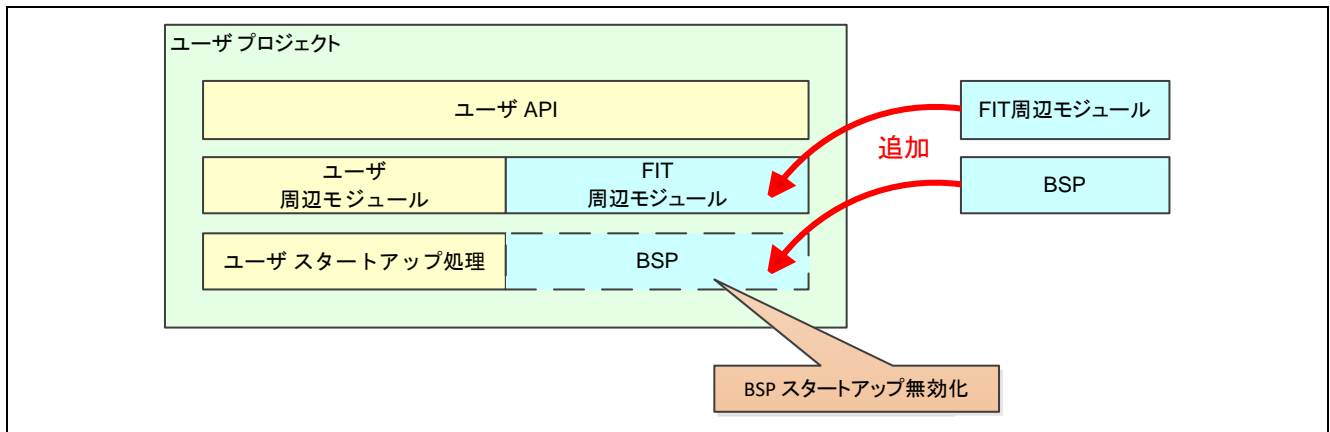 ユーザ プロジェクト
ユーザ API
FIT周辺モジュール
追加
ユーザ
周辺モジュール
FIT
周辺モジュール
BSP
ユーザ スタートアップ処理
BSP
BSP スタートアップ無効化